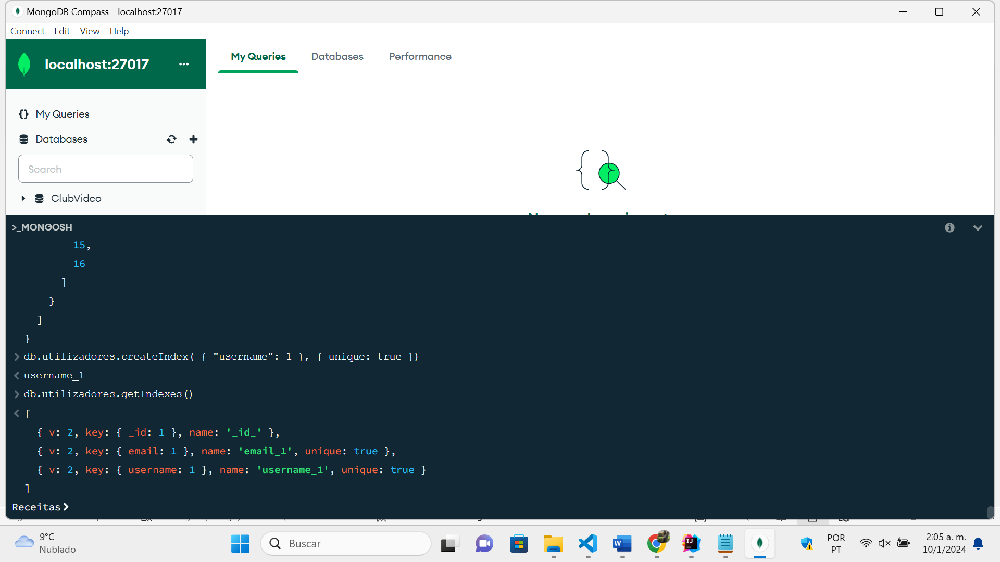 MongoDB Compass - localhost:27017
Connect Edit View Help
localhost:27017 ...
My Queries Databases Performance
{} My Queries
Databases
Search
ClubVideo
>_MONGOSH
15,
16
]
}
]
}
> db.utilizadores.createIndex( { "username": 1 }, { unique: true })
< username_1
> db.utilizadores.getIndexes()
< [
{ v: 2, key: { _id: 1 }, name: '_id_' },
{ v: 2, key: { email: 1 }, name: 'email_1', unique: true },
{ v: 2, key: { username: 1 }, name: 'username_1', unique: true }
]
Receitas>
9°C
Nublado
Buscar
POR
PT
2:05 a. m.
10/1/2024